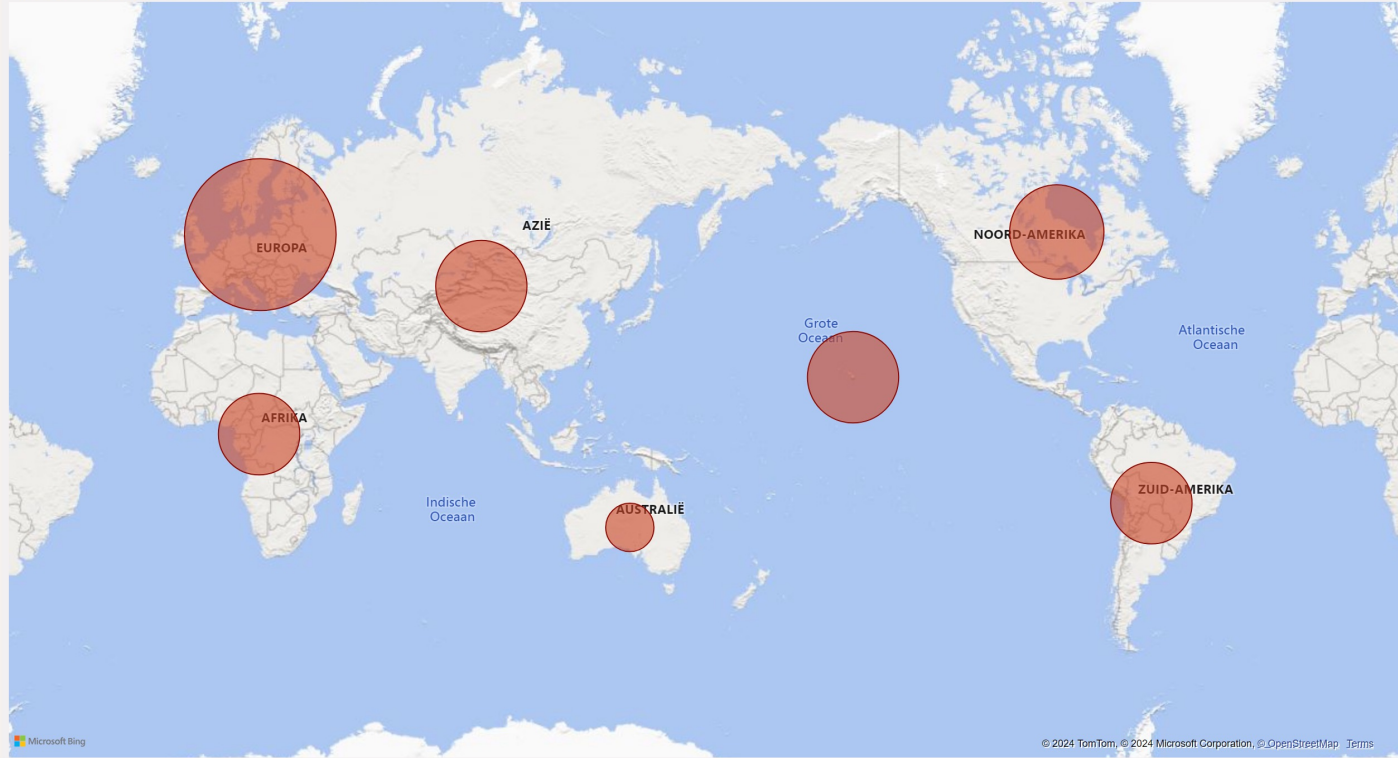 AZIË
NOORD-AMERIKA
EUROPA
Grote
Oceaan
Atlantische
Oceaan
AFRIKA
ZUID-AMERIKA
Indische
Oceaan
AUSTRALIË
Microsoft Bing
© 2024 TomTom, © 2024 Microsoft Corporation, © OpenStreetMap Terms